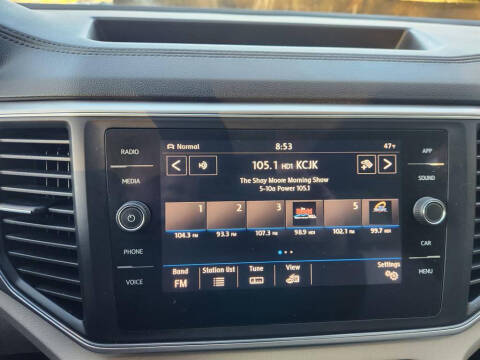 RADIO
MEDIA
PHONE
VOICE
Normal
8:53
47°F
105.1 HD1 KCJK
The Shay Moore Morning Show
5-10a Power 105.1
1 2 3 5
104.3 FM 93.3 FM 107.3 FM 98.9 HD1 102.1 FM 99.7 HD1
Band
FM
Station list
Tune
View
Settings
APP
SOUND
CAR
MENU